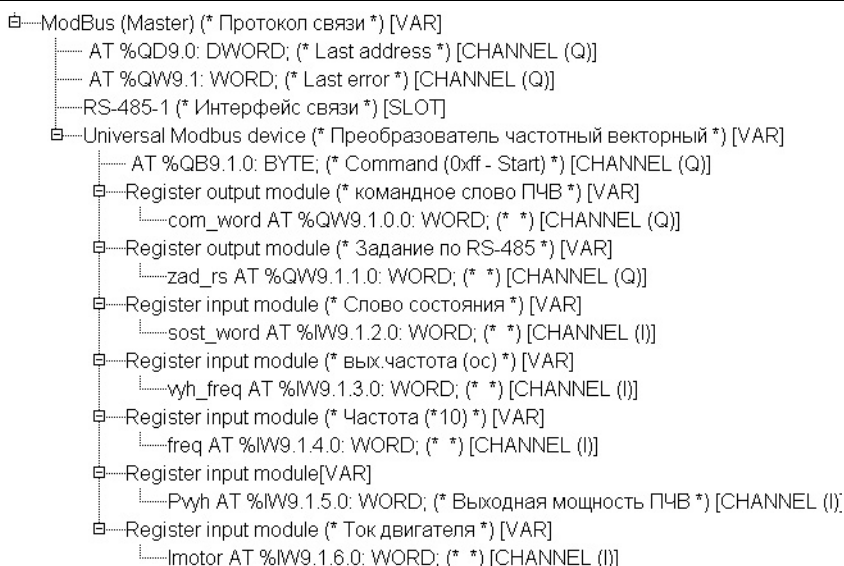 ModBus (Master) (* Протокол связи *) [VAR]
AT %QD9.0: DWORD; (* Last address *) [CHANNEL (Q)]
AT %QW9.1: WORD; (* Last error *) [CHANNEL (Q)]
RS-485-1 (* Интерфейс связи *) [SLOT]
Universal Modbus device (* Преобразователь частотный векторный *) [VAR]
AT %QB9.1.0: BYTE; (* Command (0xff - Start) *) [CHANNEL (Q)]
Register output module (* командное слово ПЧВ *) [VAR]
com_word AT %QW9.1.0.0: WORD; (* *) [CHANNEL (Q)]
Register output module (* Задание по RS-485 *) [VAR]
zad_rs AT %QW9.1.1.0: WORD; (* *) [CHANNEL (Q)]
Register input module (* Слово состояния *) [VAR]
sost_word AT %IW9.1.2.0: WORD; (* *) [CHANNEL (I)]
Register input module (* вых.частота (ос) *) [VAR]
vyh_freq AT %IW9.1.3.0: WORD; (* *) [CHANNEL (I)]
Register input module (* Частота (*10) *) [VAR]
freq AT %IW9.1.4.0: WORD; (* *) [CHANNEL (I)]
Register input module[VAR]
Pvyh AT %IW9.1.5.0: WORD; (* Выходная мощность ПЧВ *) [CHANNEL (I)]
Register input module (* Ток двигателя *) [VAR]
Imotor AT %IW9.1.6.0: WORD; (* *) [CHANNEL (I)]